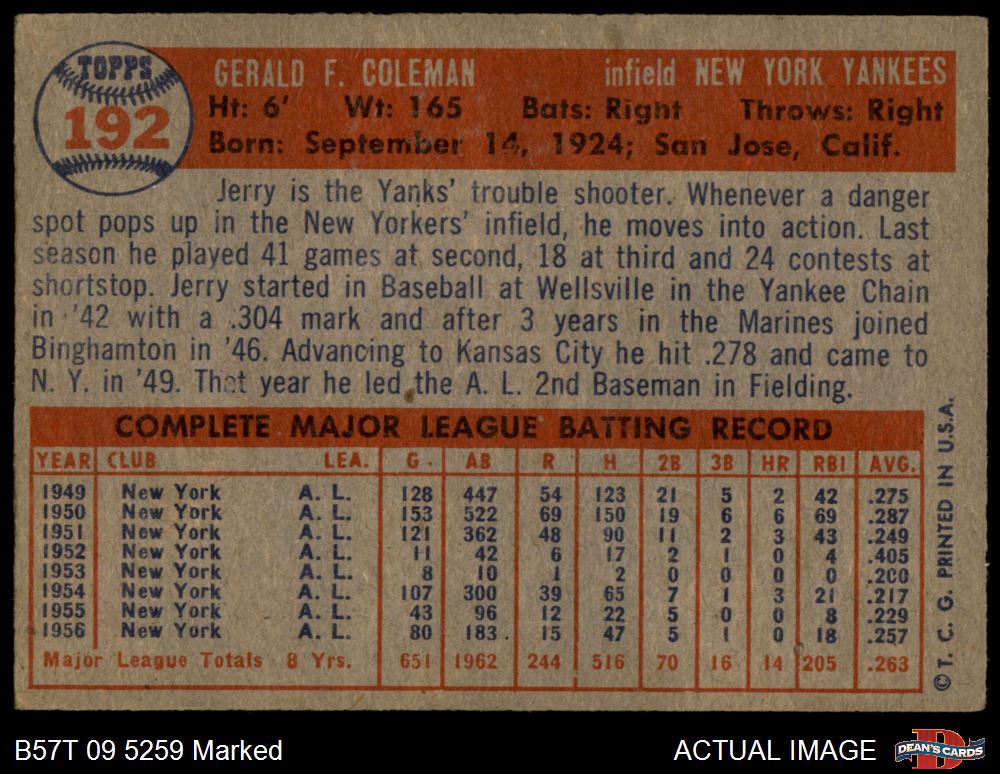 TOPPS
192
GERALD F. COLEMAN infield NEW YORK YANKEES
Ht: 6' Wt: 165 Bats: Right Throws: Right
Born: September 14, 1924; San Jose, Calif.
Jerry is the Yanks' trouble shooter. Whenever a danger
spot pops up in the New Yorkers' infield, he moves into action. Last
season he played 41 games at second, 18 at third and 24 contests at
shortstop. Jerry started in Baseball at Wellsville in the Yankee Chain
in '42 with a .304 mark and after 3 years in the Marines joined
Binghamton in '46. Advancing to Kansas City he hit .278 and came to
N. Y. in '49. That year he led the A. L. 2nd Baseman in Fielding.
COMPLETE MAJOR LEAGUE BATTING RECORD
YEAR CLUB LEA. G. AB R H 2B 3B HR RBI AVG.
1949 New York A. L. 128 447 54 123 21 5 2 42 .275
1950 New York A. L. 153 522 69 150 19 6 6 69 .287
1951 New York A. L. 121 362 48 90 11 2 3 43 .249
1952 New York A. L. 11 42 6 17 2 1 0 4 .405
1953 New York A. L. 8 10 1 2 0 0 0 0 .200
1954 New York A. L. 107 300 39 65 7 1 3 21 .217
1955 New York A. L. 43 96 12 22 5 0 0 8 .229
1956 New York A. L. 80 183 15 47 5 1 0 18 .257
Major League Totals 8 Yrs. 651 1962 244 516 70 16 14 205 .263
©T. C. G. PRINTED IN U.S.A.
B57T 09 5259 Marked
ACTUAL IMAGE
D
DEAN'S CARDS